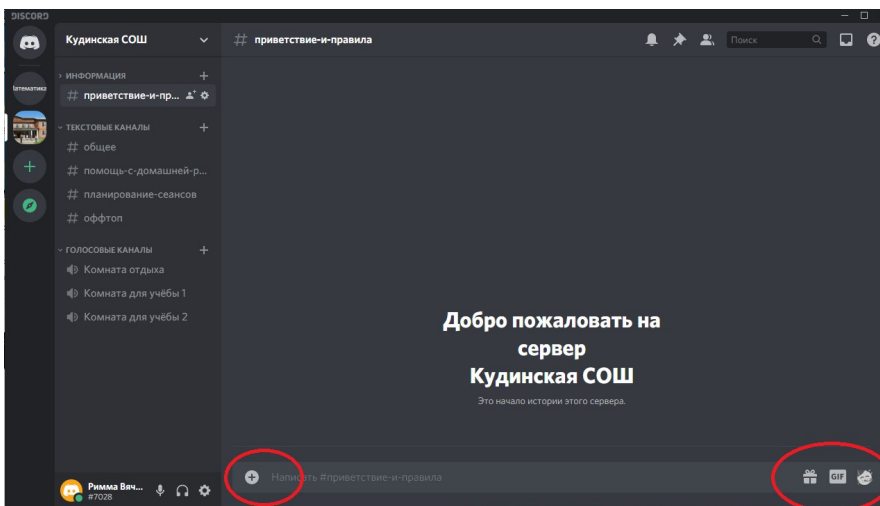 DISCORD
Кудинская СОШ
# приветствие-и-правила
Поиск
ИНФОРМАЦИЯ
# приветствие-и-пр...
ТЕКСТОВЫЕ КАНАЛЫ
# общее
# помощь-с-домашней-р...
# планирование-сеансов
# оффтоп
ГОЛОСОВЫЕ КАНАЛЫ
Комната отдыха
Комната для учёбы 1
Комната для учёбы 2
Добро пожаловать на
сервер
Кудинская СОШ
Это начало истории этого сервера.
Написать #приветствие-и-правила
GIF
Римма Вяч...
#7028